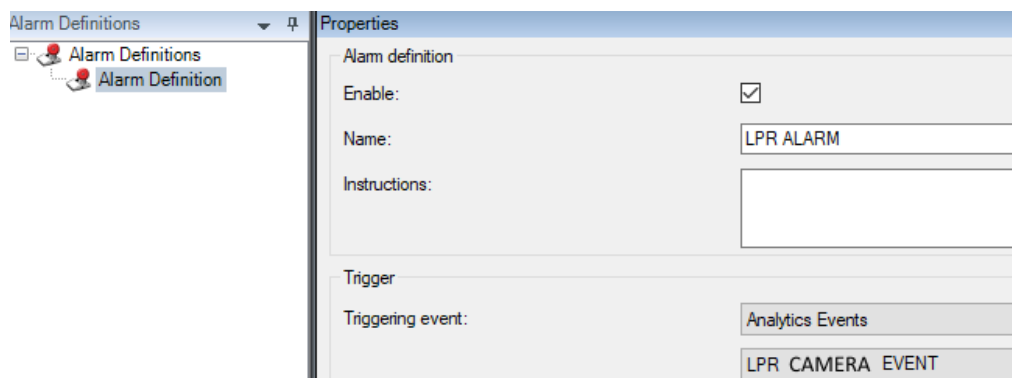 Alarm Definitions
Alarm Definitions
Alarm Definition
Properties
Alarm definition
Enable:
Name: LPR ALARM
Instructions:
Trigger
Triggering event: Analytics Events
LPR CAMERA EVENT